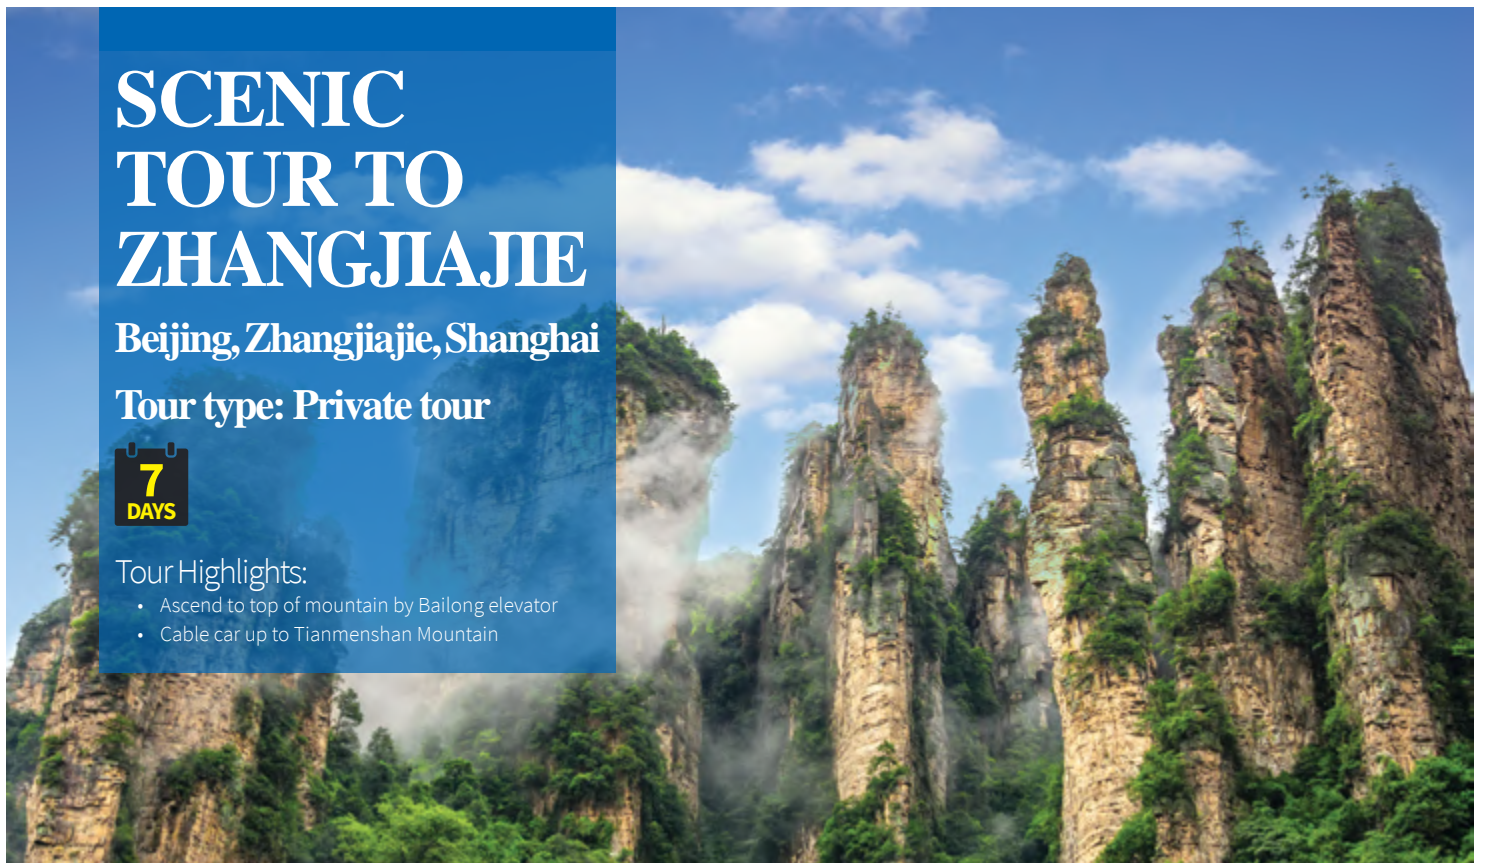 SCENIC
TOUR TO
ZHANGJIAJIE
Beijing, Zhangjiajie, Shanghai
Tour type: Private tour
7
DAYS
Tour Highlights:
• Ascend to top of mountain by Bailong elevator
• Cable car up to Tianmenshan Mountain